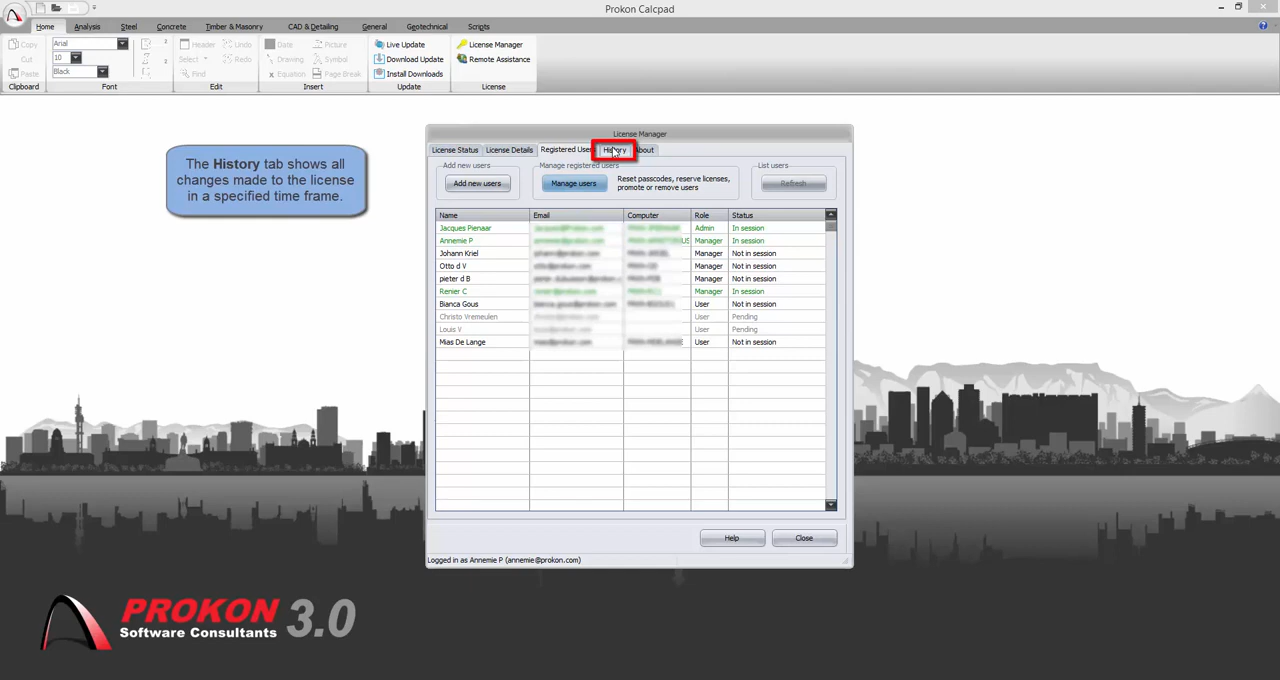 Prokon Calcpad
Home Analysis Steel Concrete Timber & Masonry CAD & Detailing General Geotechnical Scripts
Copy Arial Header Undo Date Picture Live Update License Manager
Cut 10 Select Redo Drawing Symbol Download Update Remote Assistance
Paste Black Find Equation Page Break Install Downloads
Clipboard Font Edit Insert Update License
The History tab shows all
changes made to the license
in a specified time frame.
License Manager
License Status License Details Registered Users History About
Add new users Manage registered users List users
Add new users Manage users Reset passcodes, reserve licenses,
promote or remove users Refresh
Name Email Computer Role Status
Jacques Pienaar Admin In session
Annemie P Manager In session
Johann Kriel Manager Not in session
Otto d V Manager Not in session
pieter d B Manager Not in session
Renier C Manager In session
Bianca Gous User Not in session
Christo Vremeulen User Pending
Louis V User Pending
Mias De Lange User Not in session
Help Close
Logged in as Annemie P (annemie@prokon.com)
PROKON 3.0
Software Consultants